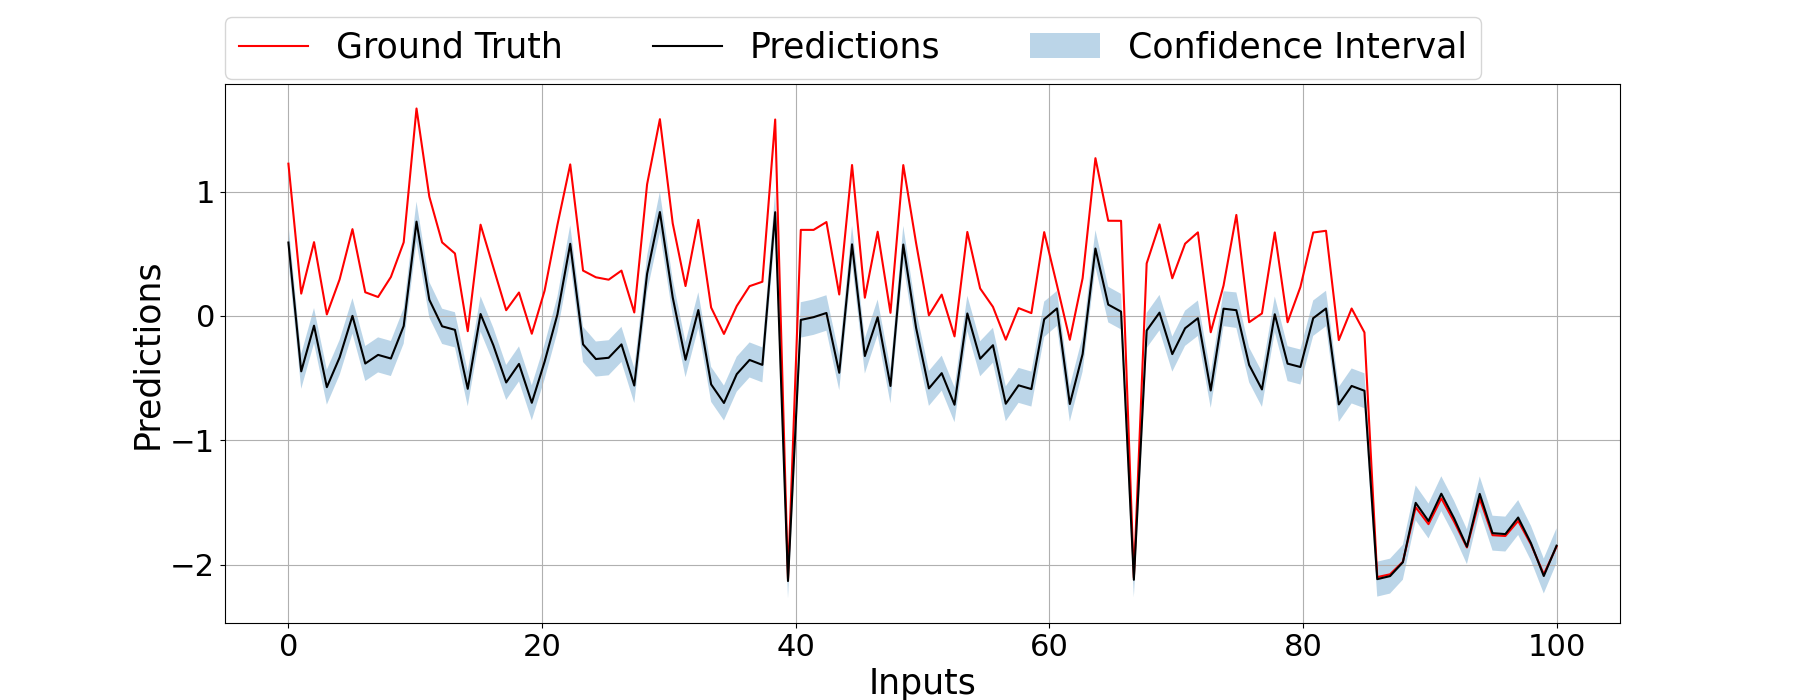 Ground Truth Predictions Confidence Interval
1
0
−1
−2
Predictions
0 20 40 60 80 100
Inputs